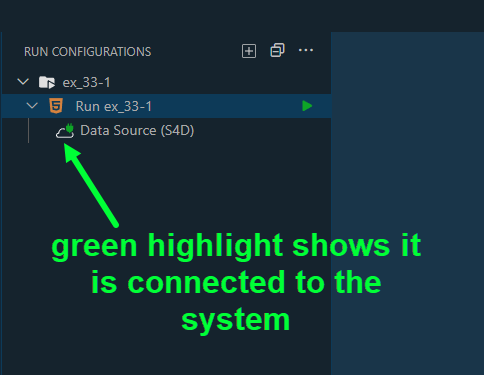 RUN CONFIGURATIONS
ex_33-1
Run ex_33-1
Data Source (S4D)
green highlight shows it
is connected to the
system